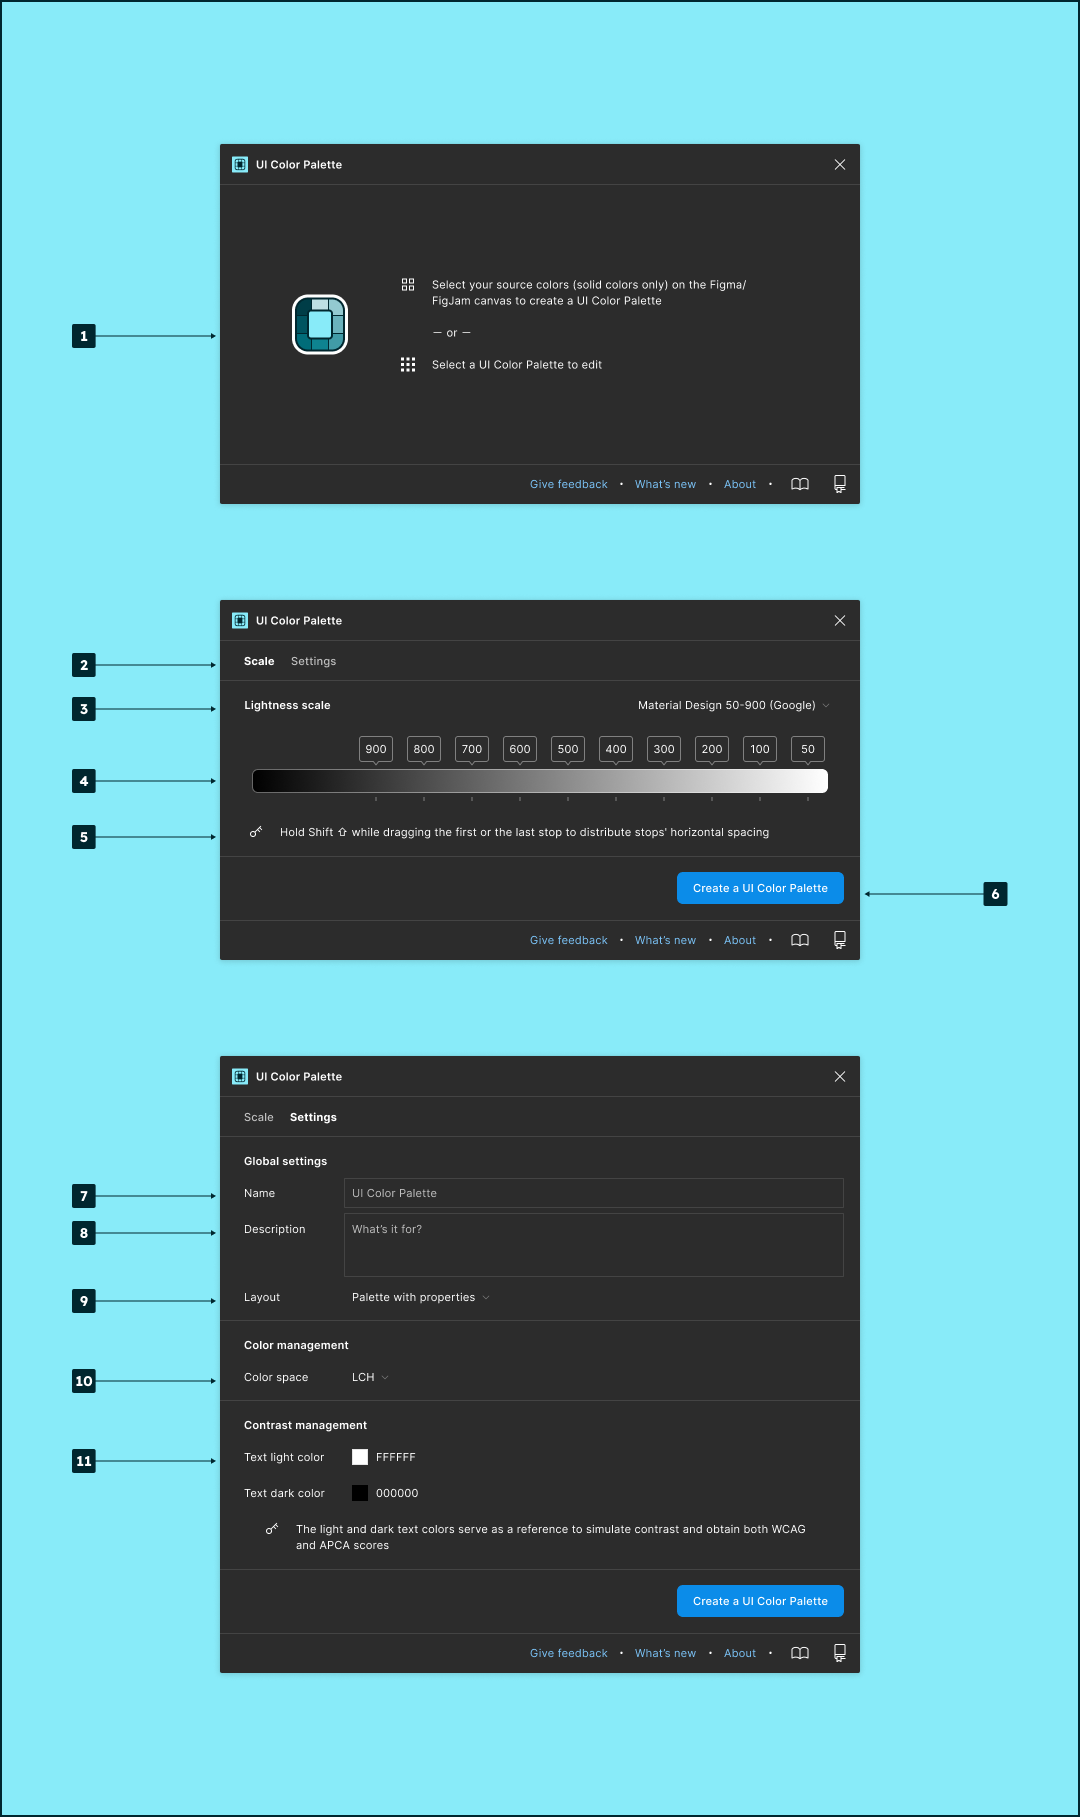 UI Color Palette
Select your source colors (solid colors only) on the Figma/
FigJam canvas to create a UI Color Palette
— or —
1
Select a UI Color Palette to edit
Give feedback • What's new • About •
UI Color Palette
2
Scale Settings
3
Lightness scale Material Design 50-900 (Google)
900 800 700 600 500 400 300 200 100 50
4
5
Hold Shift ⇧ while dragging the first or the last stop to distribute stops' horizontal spacing
Create a UI Color Palette
6
Give feedback • What's new • About •
UI Color Palette
Scale Settings
Global settings
7
Name UI Color Palette
8
Description What's it for?
9
Layout Palette with properties
Color management
10
Color space LCH
Contrast management
11
Text light color FFFFFF
Text dark color 000000
The light and dark text colors serve as a reference to simulate contrast and obtain both WCAG
and APCA scores
Create a UI Color Palette
Give feedback • What's new • About •